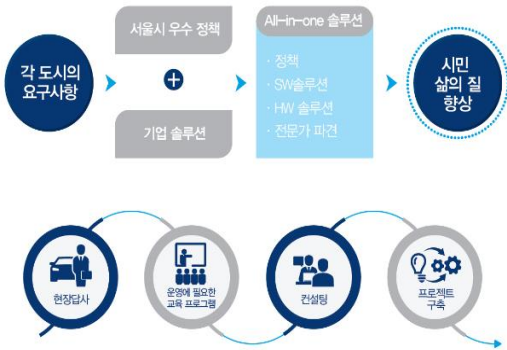 각 도시의
요구사항
서울시 우수 정책
+
기업 솔루션
All-in-one 솔루션
· 정책
· SW솔루션
· HW 솔루션
· 전문가 파견
시민
삶의 질
향상
현장답사
운영에 필요한
교육 프로그램
컨설팅
프로젝트
구축